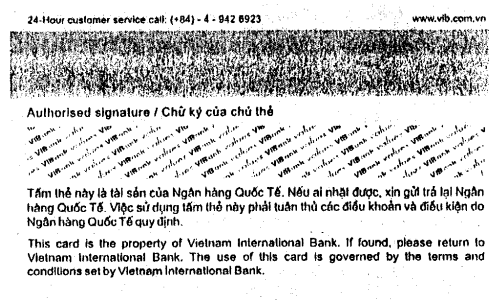 24-Hour customer service call: (+84) - 4 - 942 6923
www.vib.com.vn
Authorised signature / Chữ ký của chủ thẻ
Tấm thẻ này là tài sản của Ngân hàng Quốc Tế. Nếu ai nhặt được, xin gửi trả lại Ngân
hàng Quốc Tế. Việc sử dụng tấm thẻ này phải tuân thủ các điều khoản và điều kiện do
Ngân hàng Quốc Tế quy định.
This card is the property of Vietnam International Bank. If found, please return to
Vietnam International Bank. The use of this card is governed by the terms and
conditions set by Vietnam International Bank.